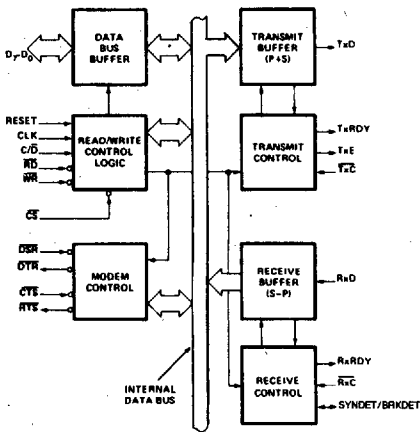 DATA
BUS
BUFFER
D₇-D₀
RESET
CLK
C/D̅
R̅D̅
W̅R̅
READ/WRITE
CONTROL
LOGIC
C̅S̅
D̅S̅R̅
D̅T̅R̅
C̅T̅S̅
R̅T̅S̅
MODEM
CONTROL
INTERNAL
DATA BUS
TRANSMIT
BUFFER
(P+S)
TxD
TRANSMIT
CONTROL
TxRDY
TxE
T̅x̅C̅
RECEIVE
BUFFER
(S-P)
RxD
RECEIVE
CONTROL
RxRDY
R̅x̅C̅
SYNDET/BRKDET